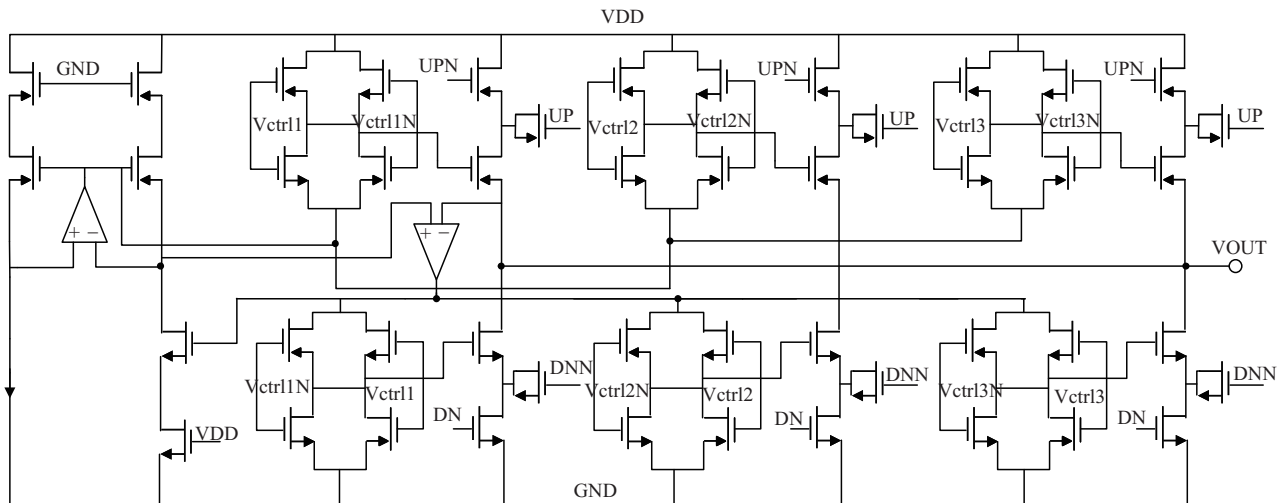 VDD
GND
UPN
UPN
UPN
UP
UP
UP
Vctrl1
Vctrl1N
Vctrl2
Vctrl2N
Vctrl3
Vctrl3N
+ −
+ −
VOUT
Vctrl1N
Vctrl1
DNN
Vctrl2N
Vctrl2
DNN
Vctrl3N
Vctrl3
DNN
VDD
DN
DN
DN
GND